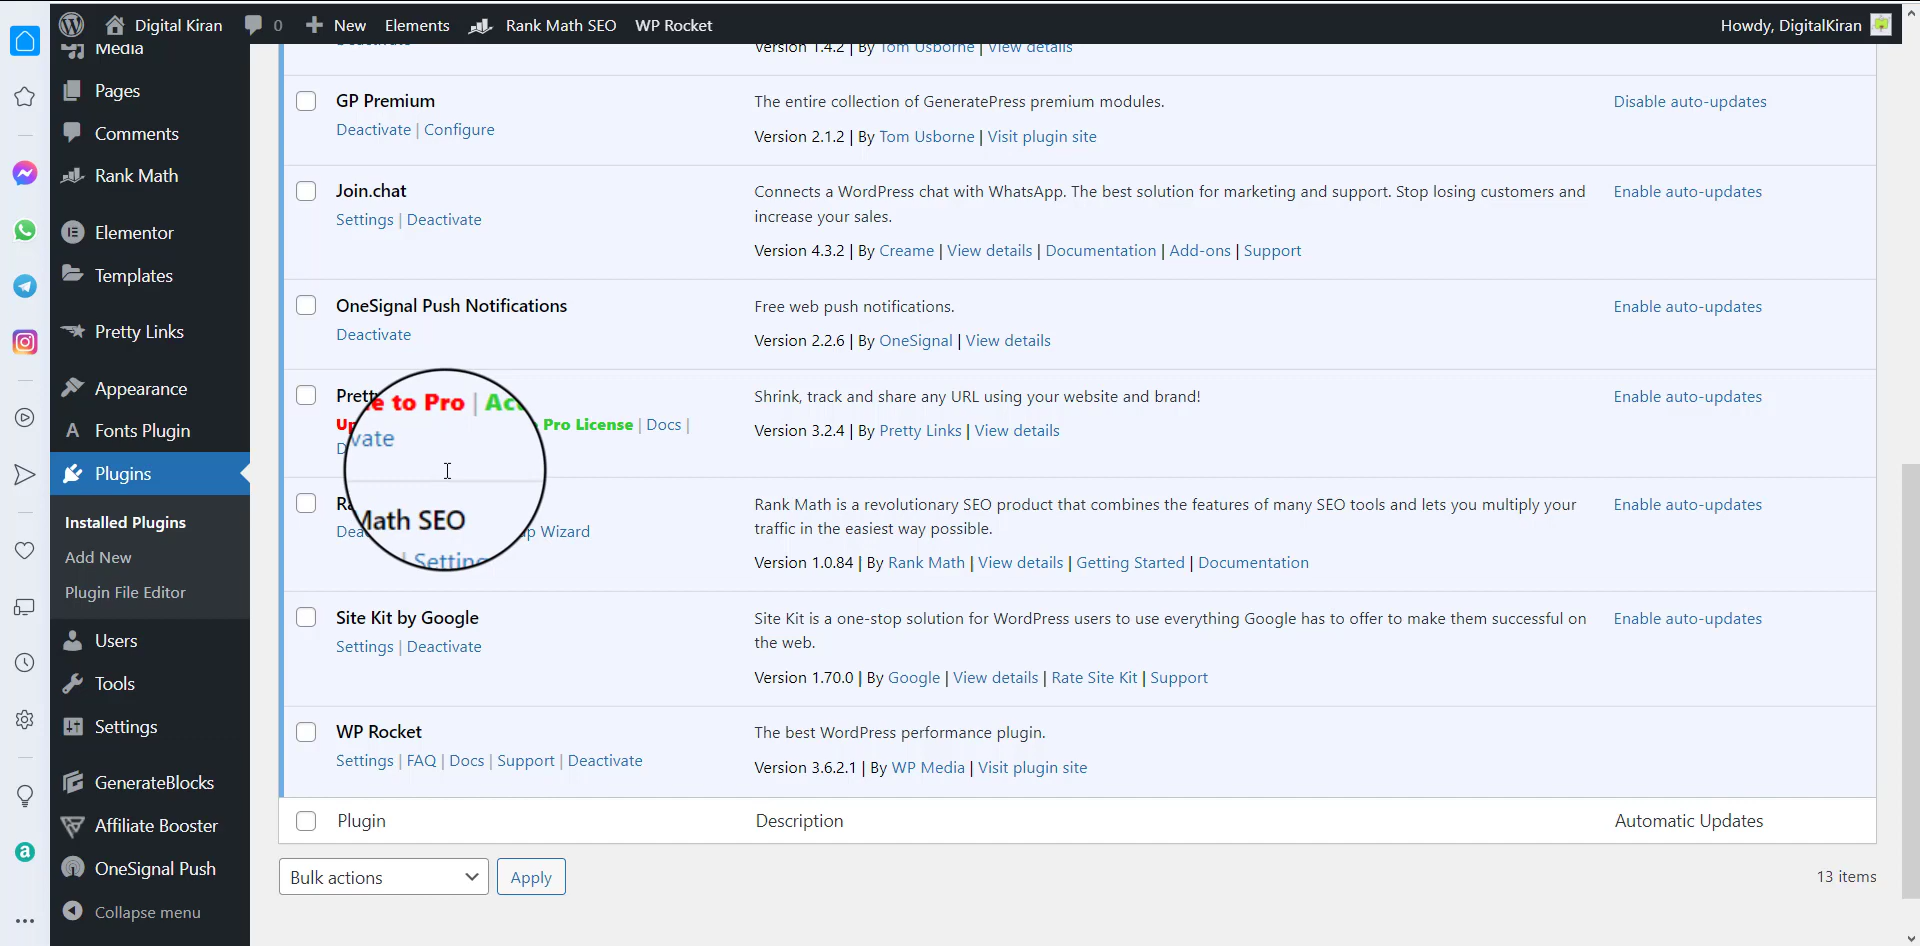 Digital Kiran 0 New Elements Rank Math SEO WP Rocket Howdy, DigitalKiran
Media
Pages
Comments
Rank Math
Elementor
Templates
Pretty Links
Appearance
Fonts Plugin
Plugins
Installed Plugins
Add New
Plugin File Editor
Users
Tools
Settings
GenerateBlocks
Affiliate Booster
OneSignal Push
Collapse menu
Version 1.4.2 | By Tom Usborne | View details
GP Premium
Deactivate | Configure
The entire collection of GeneratePress premium modules.
Version 2.1.2 | By Tom Usborne | Visit plugin site
Disable auto-updates
Join.chat
Settings | Deactivate
Connects a WordPress chat with WhatsApp. The best solution for marketing and support. Stop losing customers and
increase your sales.
Version 4.3.2 | By Creame | View details | Documentation | Add-ons | Support
Enable auto-updates
OneSignal Push Notifications
Deactivate
Free web push notifications.
Version 2.2.6 | By OneSignal | View details
Enable auto-updates
to Pro |
Pro License | Docs |
Shrink, track and share any URL using your website and brand!
Version 3.2.4 | By Pretty Links | View details
Enable auto-updates
Math SEO
Wizard
Rank Math is a revolutionary SEO product that combines the features of many SEO tools and lets you multiply your
traffic in the easiest way possible.
Version 1.0.84 | By Rank Math | View details | Getting Started | Documentation
Enable auto-updates
Site Kit by Google
Settings | Deactivate
Site Kit is a one-stop solution for WordPress users to use everything Google has to offer to make them successful on
the web.
Version 1.70.0 | By Google | View details | Rate Site Kit | Support
Enable auto-updates
WP Rocket
Settings | FAQ | Docs | Support | Deactivate
The best WordPress performance plugin.
Version 3.6.2.1 | By WP Media | Visit plugin site
Plugin Description Automatic Updates
Bulk actions Apply 13 items